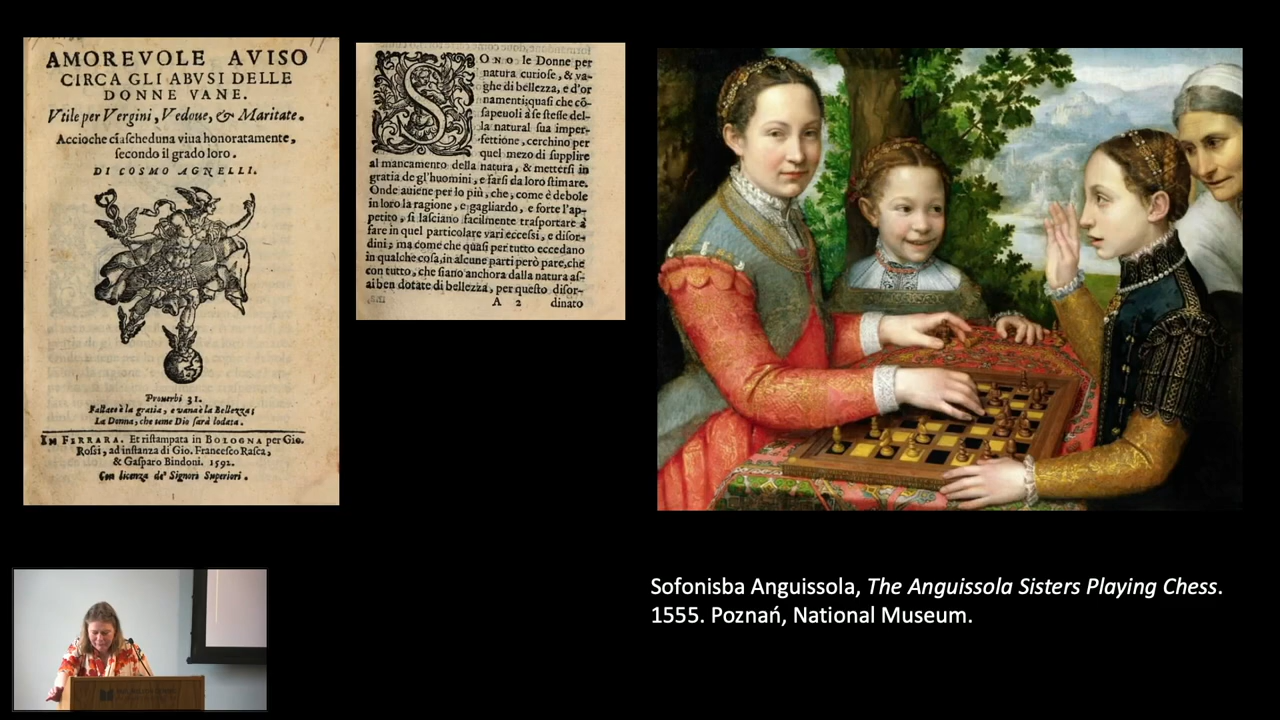 AMOREVOLE AVISO
CIRCA GLI ABVSI DELLE
DONNE VANE.
Vtile per Vergini, Vedoue, & Maritate.
Accioche ciascheduna viua honoratamente,
secondo il grado loro.
DI COSMO AGNELLI.
Prouerbi 31.
Fallace è la gratia, e vana è la Bellezza;
La Donna, che teme Dio sarà lodata.
IN FERRARA. Et ristampata in BOLOGNA per Gio.
Rossi, ad instanza di Gio. Francesco Rasca,
& Gasparo Bindoni. 1592.
Con licenza de' Signori Superiori.
SONO le Donne per
natura curiose, & va-
ghe di bellezza, e d'or
namenti; quasi che cõ-
sapeuoli à se stesse del-
la natural sua imper-
fettione, cerchino per
quel mezo di supplire
al mancamento della natura, & mettersi in
gratia de gl'huomini, e farsi da loro stimare.
Onde auiene per lo più, che, come è debole
in loro la ragione, e gagliardo, e forte l'ap-
petito, si lasciano facilmente trasportare à
fare in quel particolare vari eccessi, e disor-
dini; ma come che quasi per tutto eccedano
in qualche cosa, in alcune parti però pare, che
con tutto, che siano anchora dalla natura as-
sai ben dotate di bellezza, per questo disor-
A 2 dinato
Sofonisba Anguissola, The Anguissola Sisters Playing Chess.
1555. Poznań, National Museum.